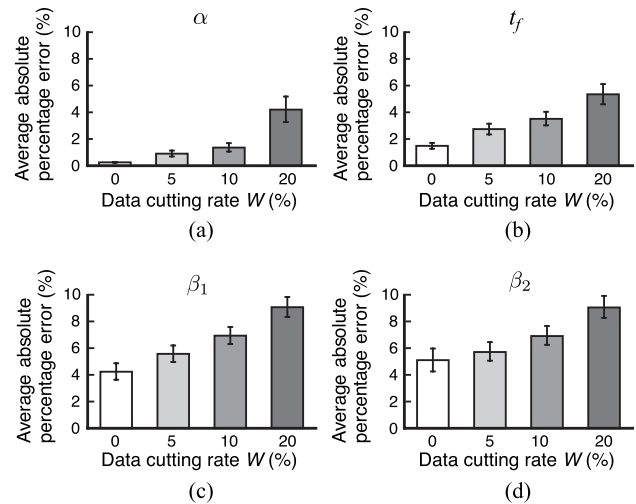 α
Average absolute
percentage error (%)
10
8
6
4
2
0
0 5 10 20
Data cutting rate W (%)
(a)
t_f
Average absolute
percentage error (%)
10
8
6
4
2
0
0 5 10 20
Data cutting rate W (%)
(b)
β₁
Average absolute
percentage error (%)
10
8
6
4
2
0
0 5 10 20
Data cutting rate W (%)
(c)
β₂
Average absolute
percentage error (%)
10
8
6
4
2
0
0 5 10 20
Data cutting rate W (%)
(d)